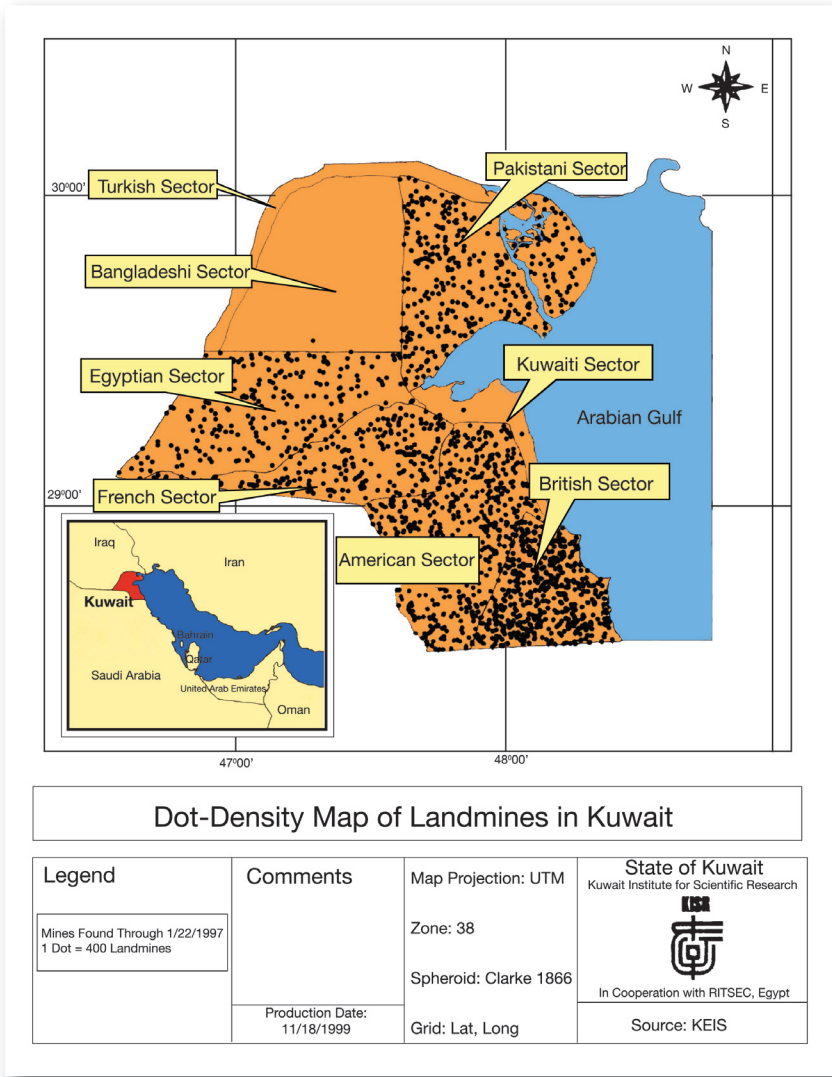 N
W
E
S
30º00'
Turkish Sector
Pakistani Sector
Bangladeshi Sector
Egyptian Sector
Kuwaiti Sector
Arabian Gulf
29º00'
French Sector
British Sector
American Sector
Iraq
Iran
Kuwait
Bahrain
Qatar
Saudi Arabia
United Arab Emirates
Oman
47º00'
48º00'
Dot-Density Map of Landmines in Kuwait
Legend
Mines Found Through 1/22/1997
1 Dot = 400 Landmines
Comments
Production Date:
11/18/1999
Map Projection: UTM
Zone: 38
Spheroid: Clarke 1866
Grid: Lat, Long
State of Kuwait
Kuwait Institute for Scientific Research
KISR
In Cooperation with RITSEC, Egypt
Source: KEIS